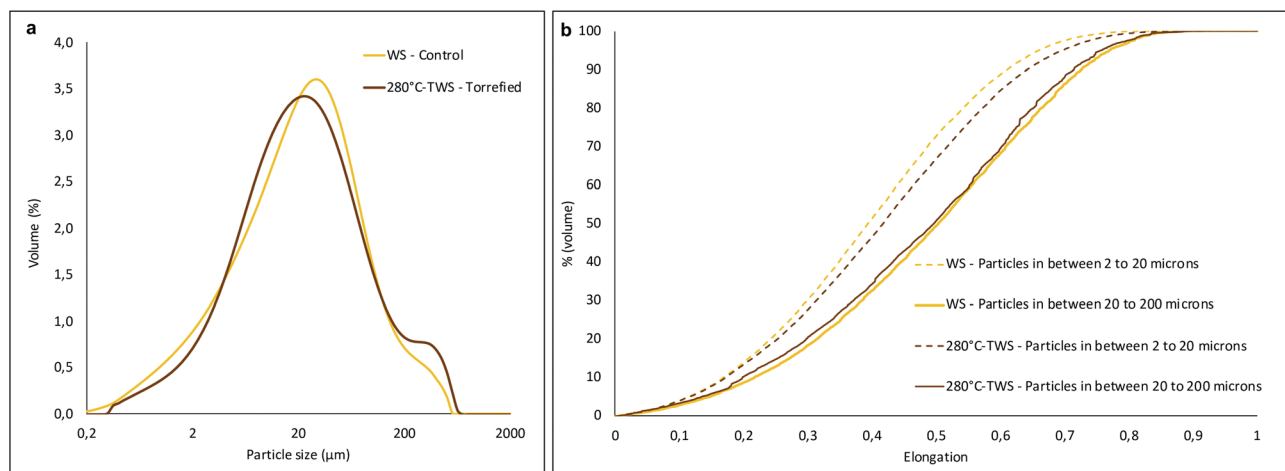 a
4,0
3,5
3,0
2,5
2,0
1,5
1,0
0,5
0,0
Volume (%)
0,2 2 20 200 2000
Particle size (µm)
WS - Control
280°C-TWS - Torrefied
b
100
90
80
70
60
50
40
30
20
10
0
% (volume)
0 0,1 0,2 0,3 0,4 0,5 0,6 0,7 0,8 0,9 1
Elongation
WS - Particles in between 2 to 20 microns
WS - Particles in between 20 to 200 microns
280°C-TWS - Particles in between 2 to 20 microns
280°C-TWS - Particles in between 20 to 200 microns